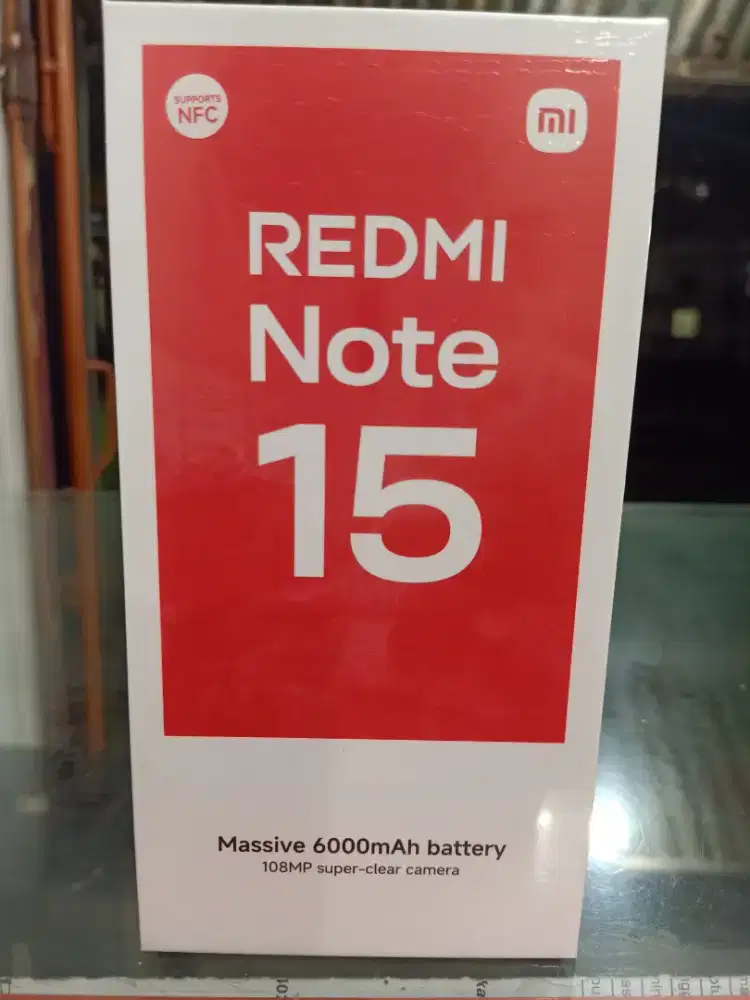 SUPPORTS
NFC
mi
REDMI
Note
15
Massive 6000mAh battery
108MP super-clear camera